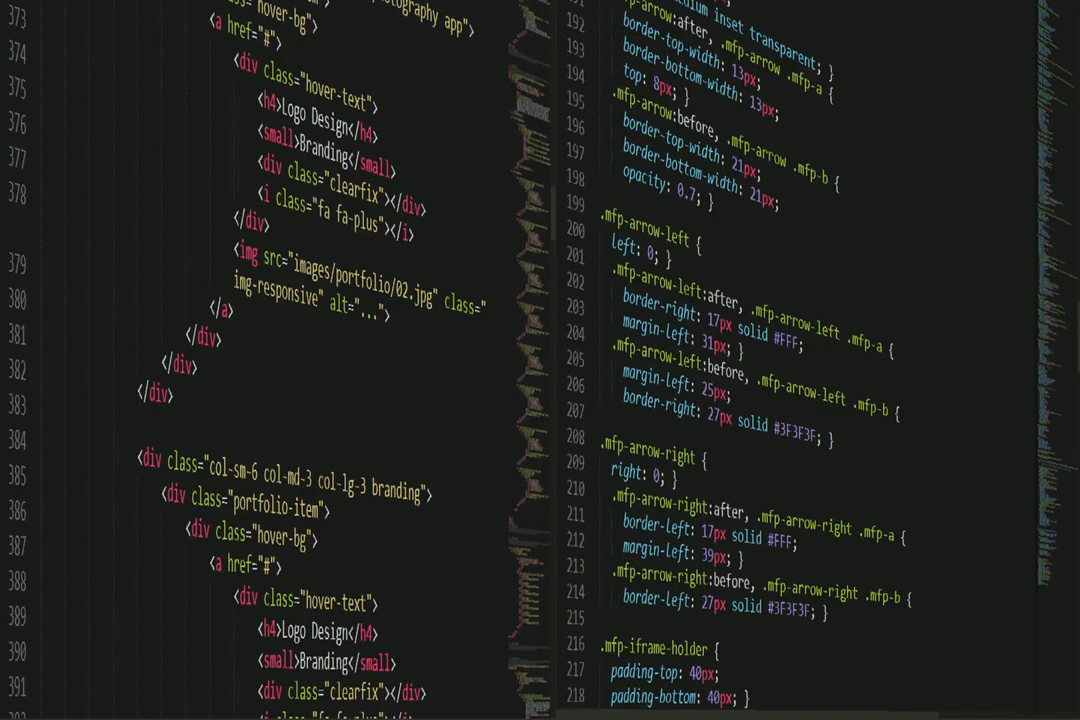 373
374
375
376
377
378
379
380
381
382
383
384
385
386
387
388
389
390
391
hover-bg">
<a href="#">
<div class="hover-text">
<h4>Logo Design</h4>
<small>Branding</small>
<div class="clearfix"></div>
<i class="fa fa-plus"></i>
</div>
<img src="images/portfolio/02.jpg" class="
img-responsive" alt="...">
</a>
</div>
</div>
</div>
<div class="col-sm-6 col-md-3 col-lg-3 branding">
<div class="portfolio-item">
<div class="hover-bg">
<a href="#">
<div class="hover-text">
<h4>Logo Design</h4>
<small>Branding</small>
<div class="clearfix"></div>
192
193
194
195
196
197
198
199
200
201
202
203
204
205
206
207
208
209
210
211
212
213
214
215
216
217
218
inset transparent; }
.mfp-arrow .mfp-a {
border-top-width: 13px;
border-bottom-width: 13px;
top: 8px; }
.mfp-arrow:before, .mfp-arrow .mfp-b {
border-top-width: 21px;
border-bottom-width: 21px;
opacity: 0.7; }
.mfp-arrow-left {
left: 0; }
.mfp-arrow-left:after, .mfp-arrow-left .mfp-a {
border-right: 17px solid #FFF;
margin-left: 31px; }
.mfp-arrow-left:before, .mfp-arrow-left .mfp-b {
margin-left: 25px;
border-right: 27px solid #3F3F3F; }
.mfp-arrow-right {
right: 0; }
.mfp-arrow-right:after, .mfp-arrow-right .mfp-a {
border-left: 17px solid #FFF;
margin-left: 39px; }
.mfp-arrow-right:before, .mfp-arrow-right .mfp-b {
border-left: 27px solid #3F3F3F; }
.mfp-iframe-holder {
padding-top: 40px;
padding-bottom: 40px; }